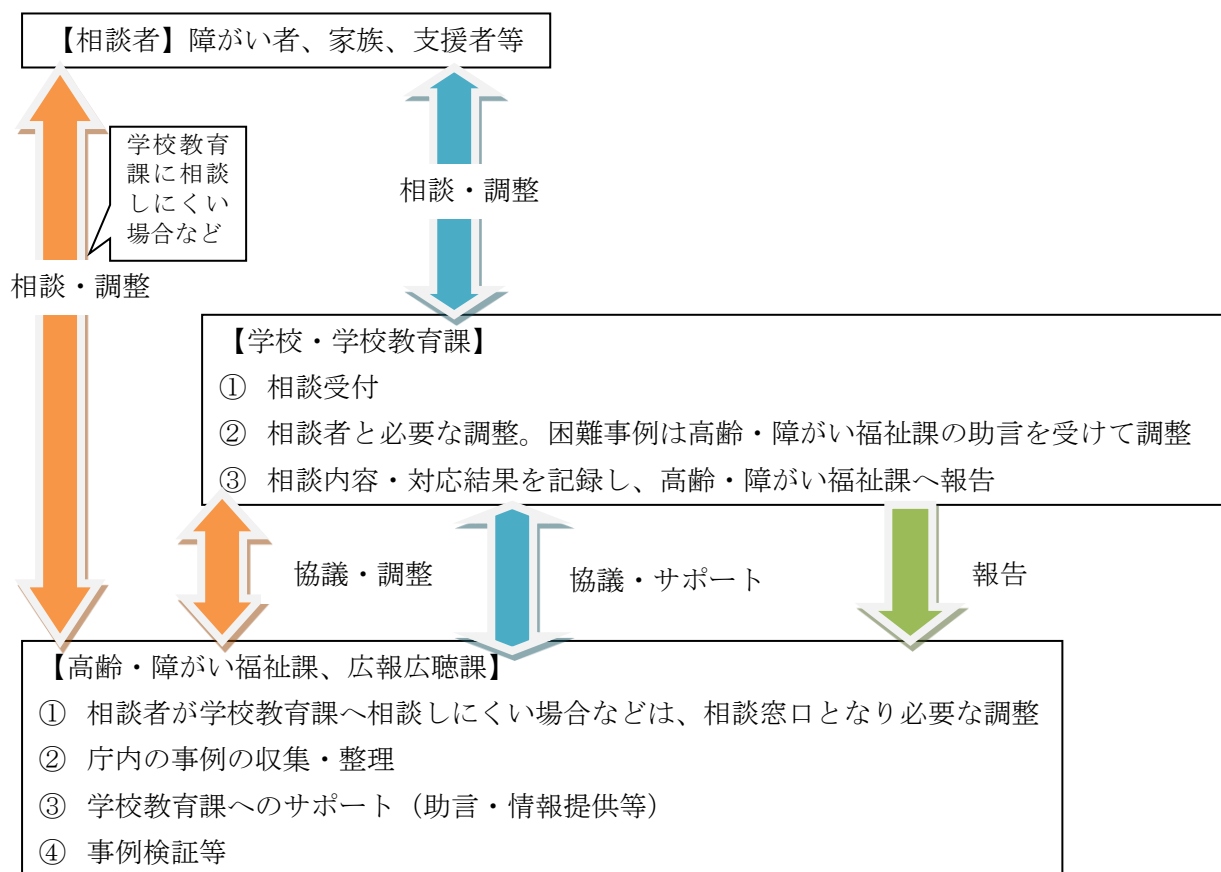 【相談者】障がい者、家族、支援者等
学校教育
課に相談
しにくい
場合など
相談・調整
相談・調整
【学校・学校教育課】
① 相談受付
② 相談者と必要な調整。困難事例は高齢・障がい福祉課の助言を受けて調整
③ 相談内容・対応結果を記録し、高齢・障がい福祉課へ報告
協議・調整
協議・サポート
報告
【高齢・障がい福祉課、広報広聴課】
① 相談者が学校教育課へ相談しにくい場合などは、相談窓口となり必要な調整
② 庁内の事例の収集・整理
③ 学校教育課へのサポート（助言・情報提供等）
④ 事例検証等